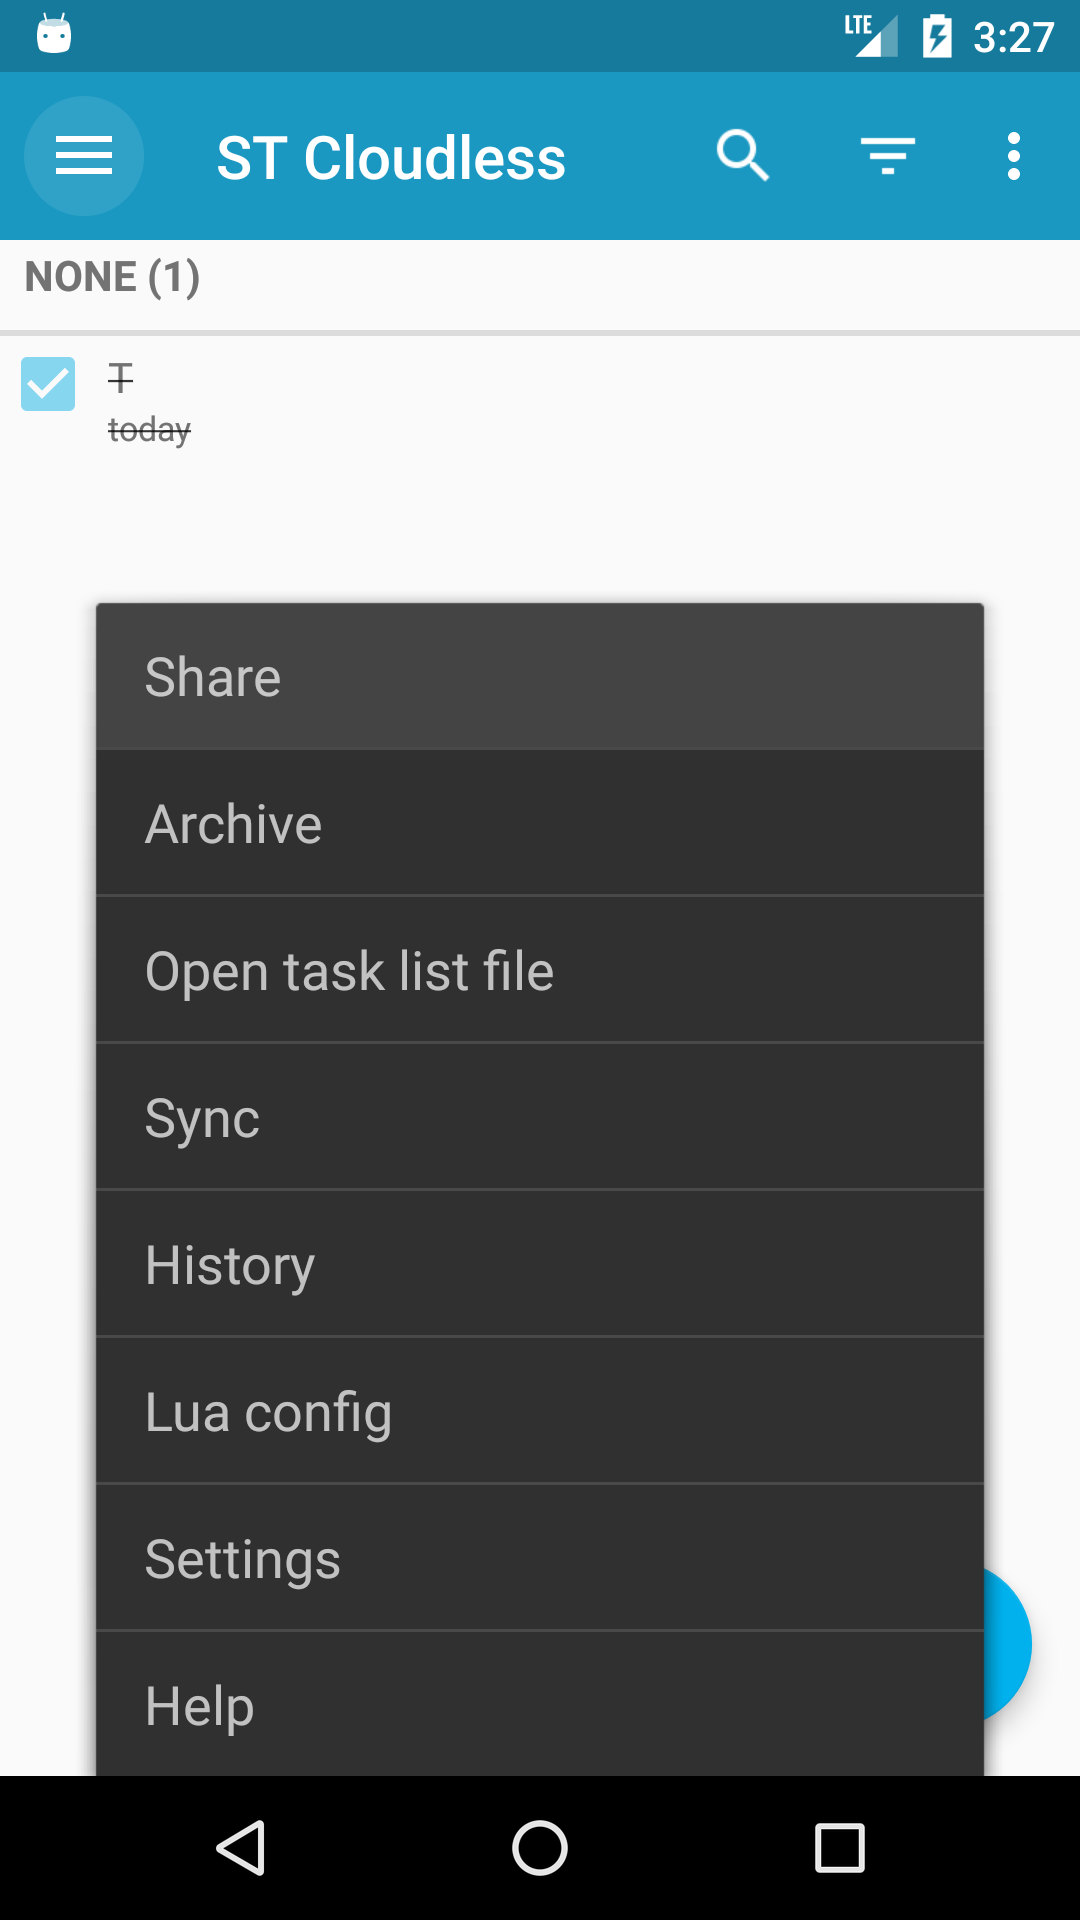 LTE 3:27
ST Cloudless
NONE (1)
T
today
Share
Archive
Open task list file
Sync
History
Lua config
Settings
Help